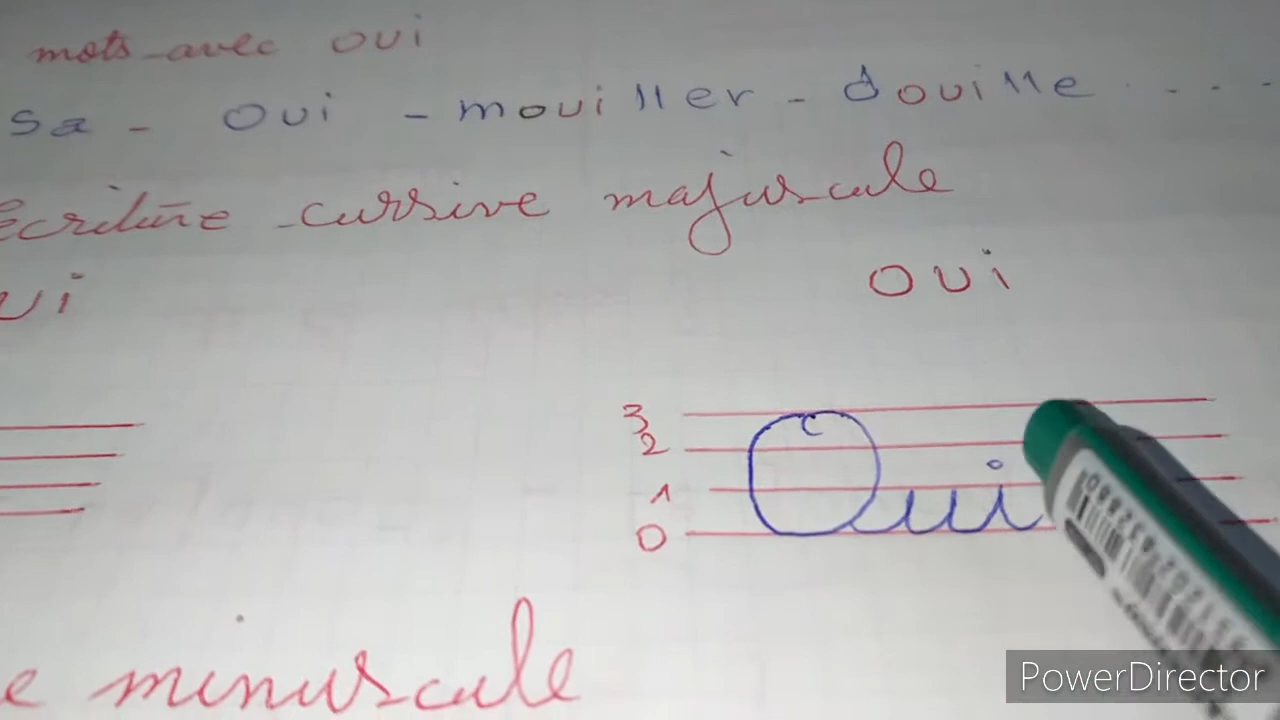 mots avec oui
sa - oui - mouiller - douille....
Écriture cursive majuscule
ui
oui
3
2
1
0
Oui
e minuscule
PowerDirector